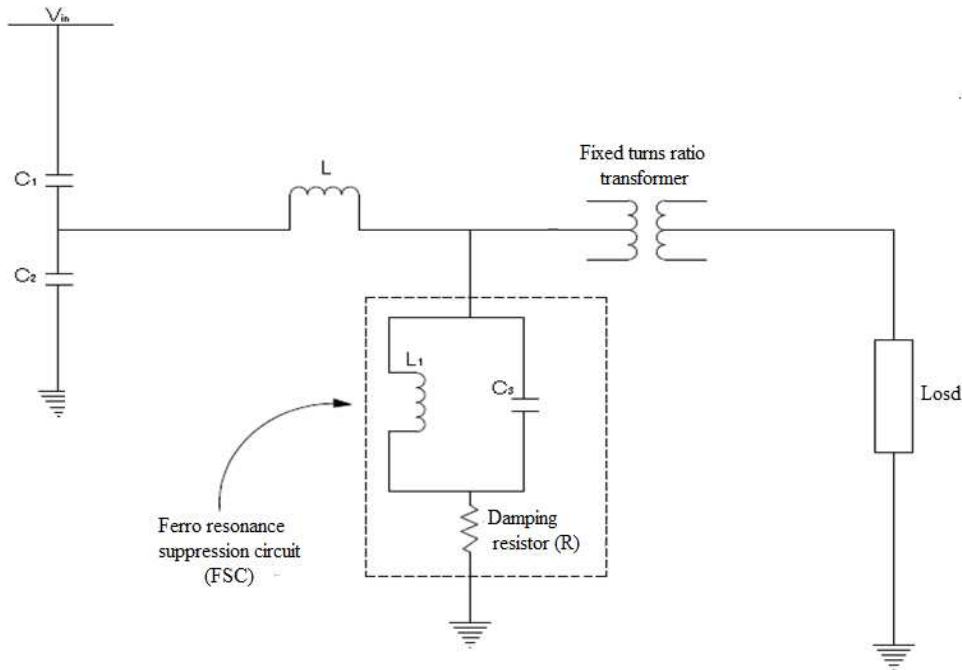 Vin
C1
L
Fixed turns ratio
transformer
C2
L1
C3
Losd
Damping
resistor (R)
Ferro resonance
suppression circuit
(FSC)